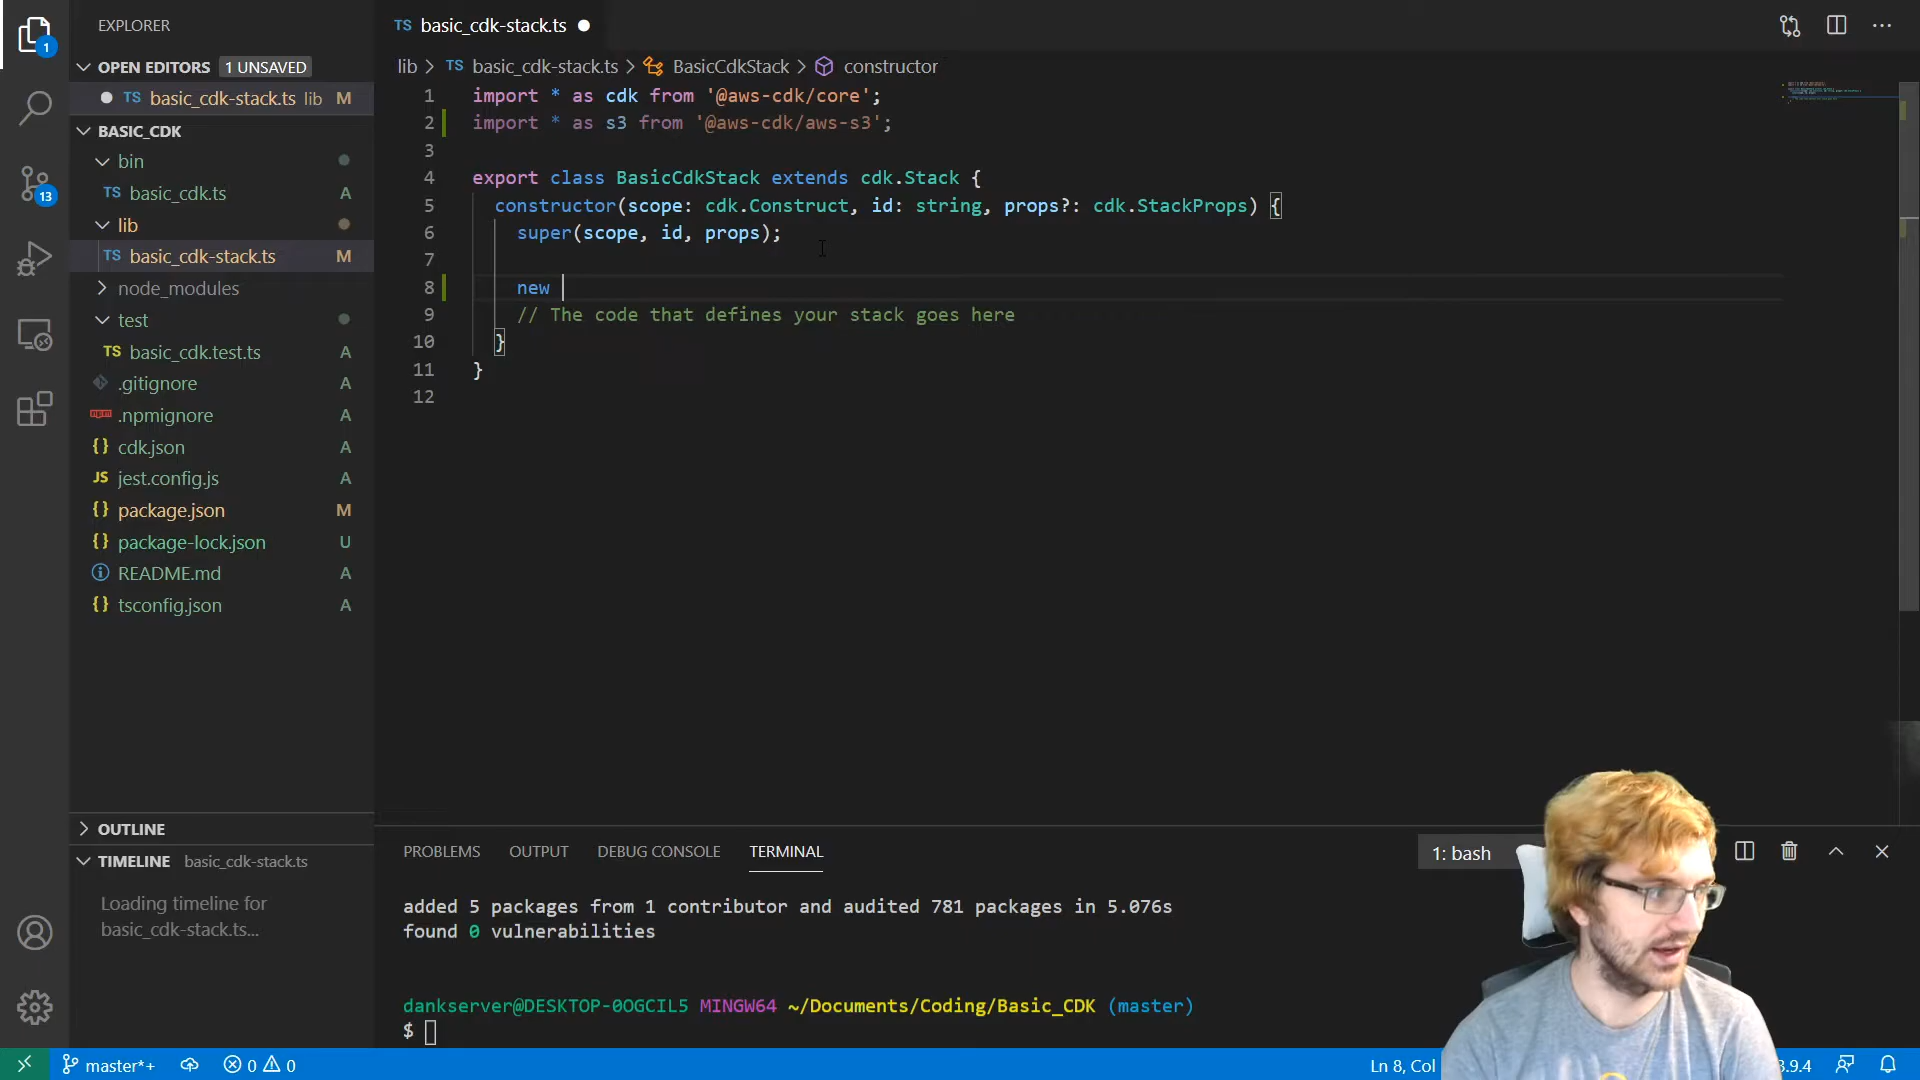 EXPLORER
OPEN EDITORS 1 UNSAVED
TS basic_cdk-stack.ts lib M
BASIC_CDK
bin
TS basic_cdk.ts A
lib
TS basic_cdk-stack.ts M
node_modules
test
TS basic_cdk.test.ts A
.gitignore A
.npmignore A
{} cdk.json A
JS jest.config.js A
{} package.json M
{} package-lock.json U
README.md A
{} tsconfig.json A
OUTLINE
TIMELINE basic_cdk-stack.ts
Loading timeline for
basic_cdk-stack.ts...
1
13
TS basic_cdk-stack.ts
lib > TS basic_cdk-stack.ts > BasicCdkStack > constructor
1 import * as cdk from '@aws-cdk/core';
2 import * as s3 from '@aws-cdk/aws-s3';
3
4 export class BasicCdkStack extends cdk.Stack {
5 constructor(scope: cdk.Construct, id: string, props?: cdk.StackProps) {
6 super(scope, id, props);
7
8 new
9 // The code that defines your stack goes here
10 }
11 }
12
PROBLEMS OUTPUT DEBUG CONSOLE TERMINAL
1: bash
added 5 packages from 1 contributor and audited 781 packages in 5.076s
found 0 vulnerabilities
dankserver@DESKTOP-0OGCIL5 MINGW64 ~/Documents/Coding/Basic_CDK (master)
$
master*+ 0 0 Ln 8, Col 3.9.4